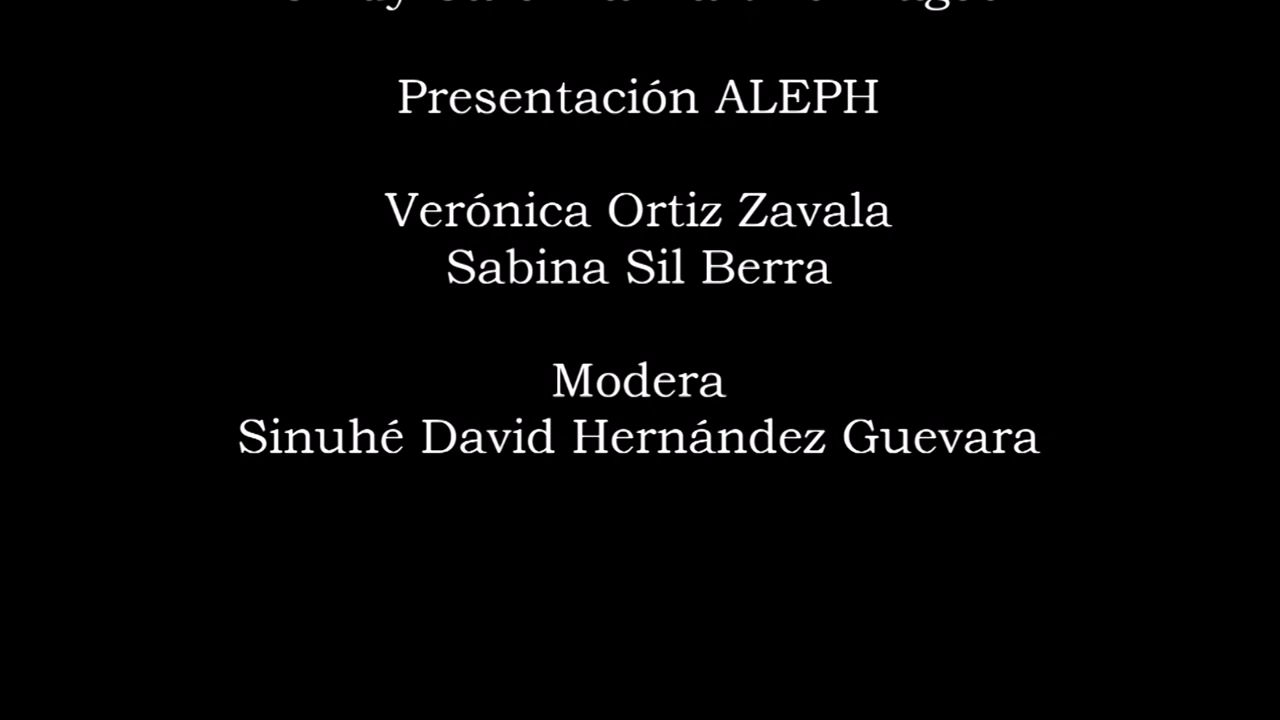 Presentación ALEPH
Verónica Ortiz Zavala
Sabina Sil Berra
Modera
Sinuhé David Hernández Guevara